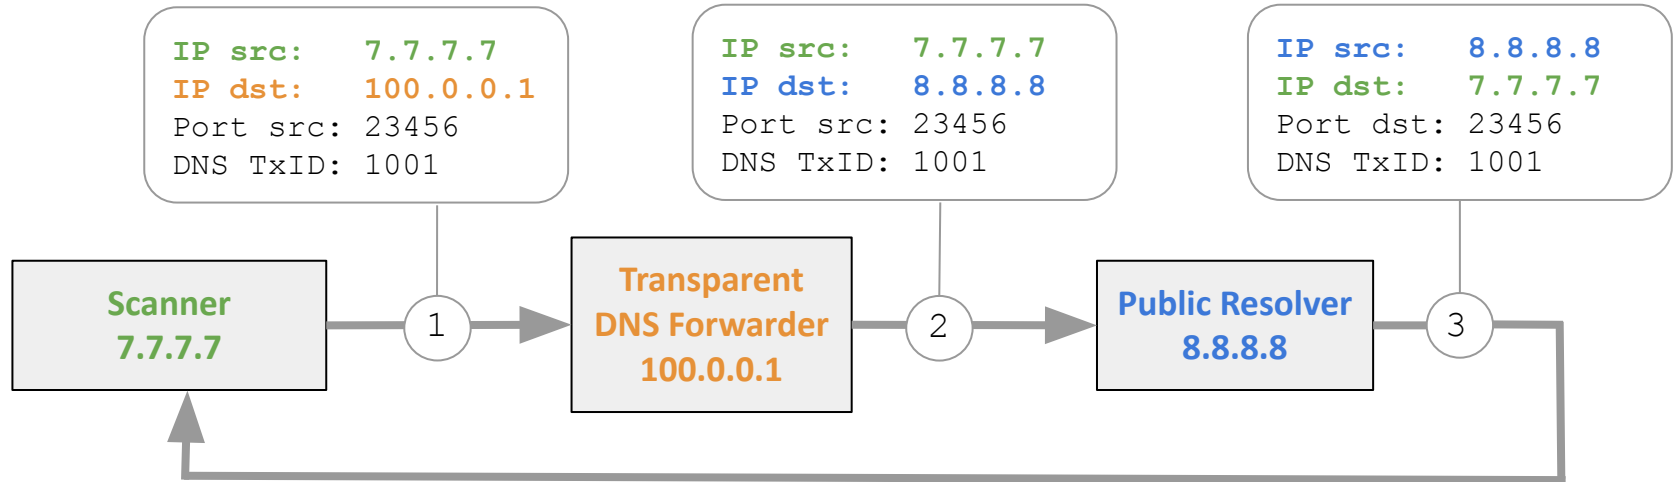 IP src: 7.7.7.7
IP dst: 100.0.0.1
Port src: 23456
DNS TxID: 1001
IP src: 7.7.7.7
IP dst: 8.8.8.8
Port src: 23456
DNS TxID: 1001
IP src: 8.8.8.8
IP dst: 7.7.7.7
Port dst: 23456
DNS TxID: 1001
Scanner
7.7.7.7
1
Transparent
DNS Forwarder
100.0.0.1
2
Public Resolver
8.8.8.8
3